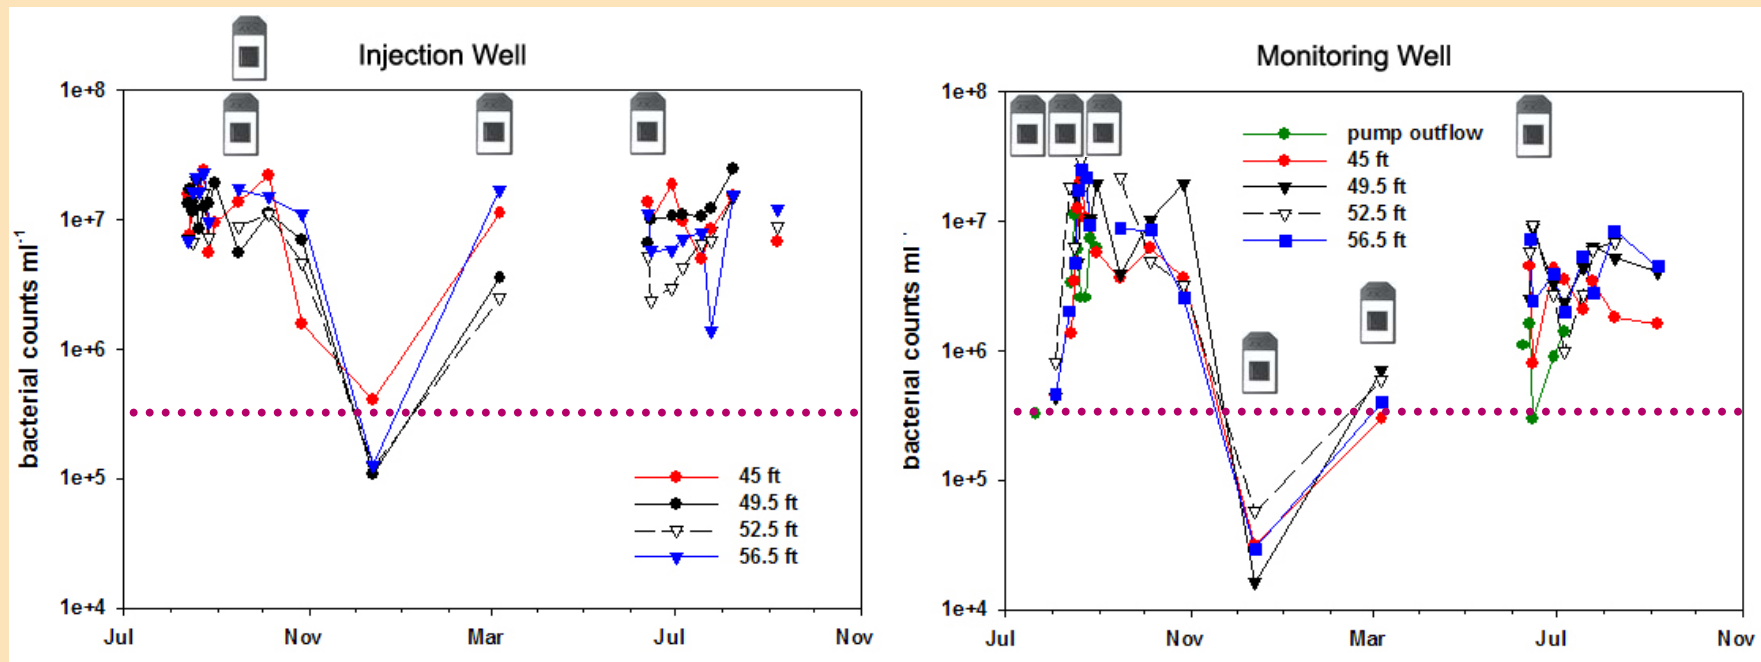 Injection Well
1e+8
1e+7
1e+6
1e+5
1e+4
bacterial counts ml-1
45 ft
49.5 ft
52.5 ft
56.5 ft
Jul
Nov
Mar
Jul
Nov
Monitoring Well
1e+8
1e+7
1e+6
1e+5
1e+4
bacterial counts ml
pump outflow
45 ft
49.5 ft
52.5 ft
56.5 ft
Jul
Nov
Mar
Jul
Nov